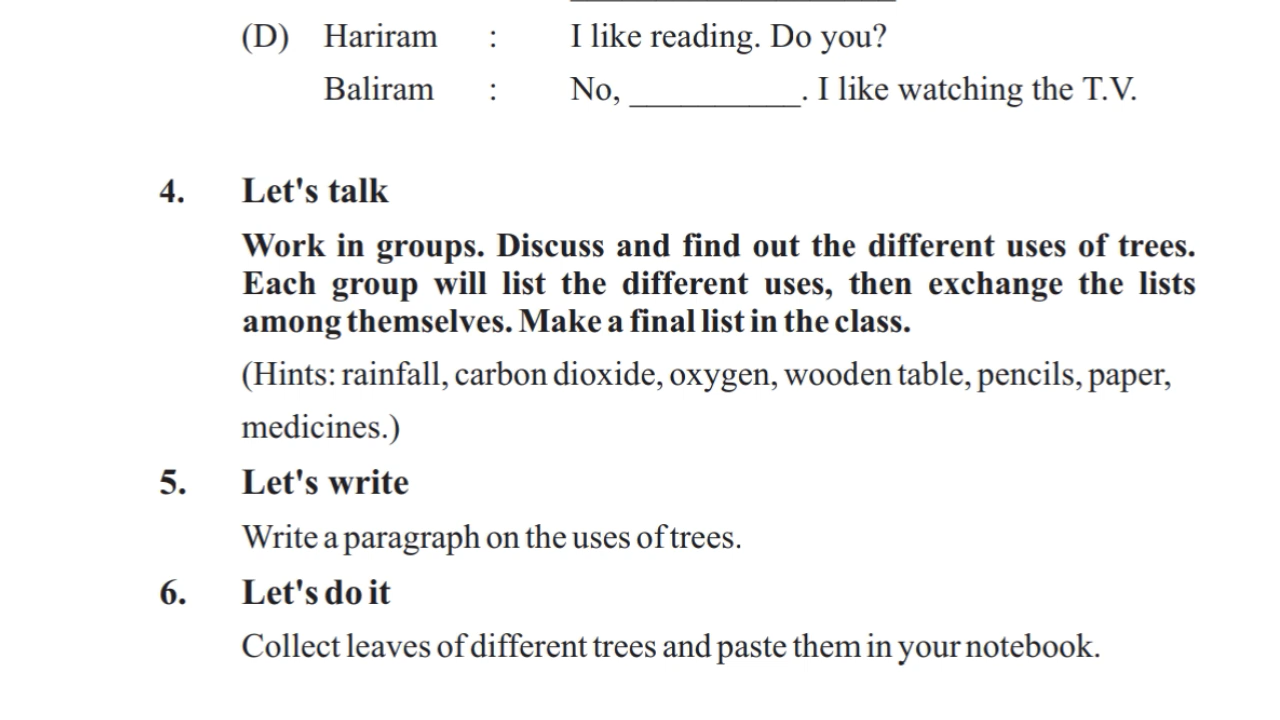 (D) Hariram : I like reading. Do you?
Baliram : No, __________. I like watching the T.V.
4. Let's talk
Work in groups. Discuss and find out the different uses of trees.
Each group will list the different uses, then exchange the lists
among themselves. Make a final list in the class.
(Hints: rainfall, carbon dioxide, oxygen, wooden table, pencils, paper,
medicines.)
5. Let's write
Write a paragraph on the uses of trees.
6. Let's do it
Collect leaves of different trees and paste them in your notebook.